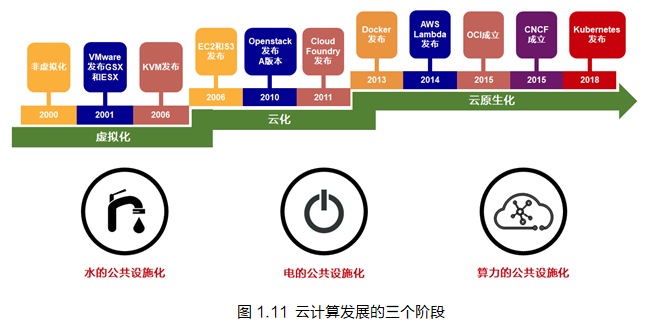 非虚拟化
VMware
发布GSX
和ESX
KVM发布
EC2和S3
发布
Openstack
发布
A版本
Cloud
Foundry
发布
Docker
发布
AWS
Lambda
发布
OCI成立
CNCF
成立
Kubernetes
发布
2000
2001
2006
2006
2010
2011
2013
2014
2015
2015
2018
虚拟化
云化
云原生化
水的公共设施化
电的公共设施化
算力的公共设施化
图 1.11 云计算发展的三个阶段